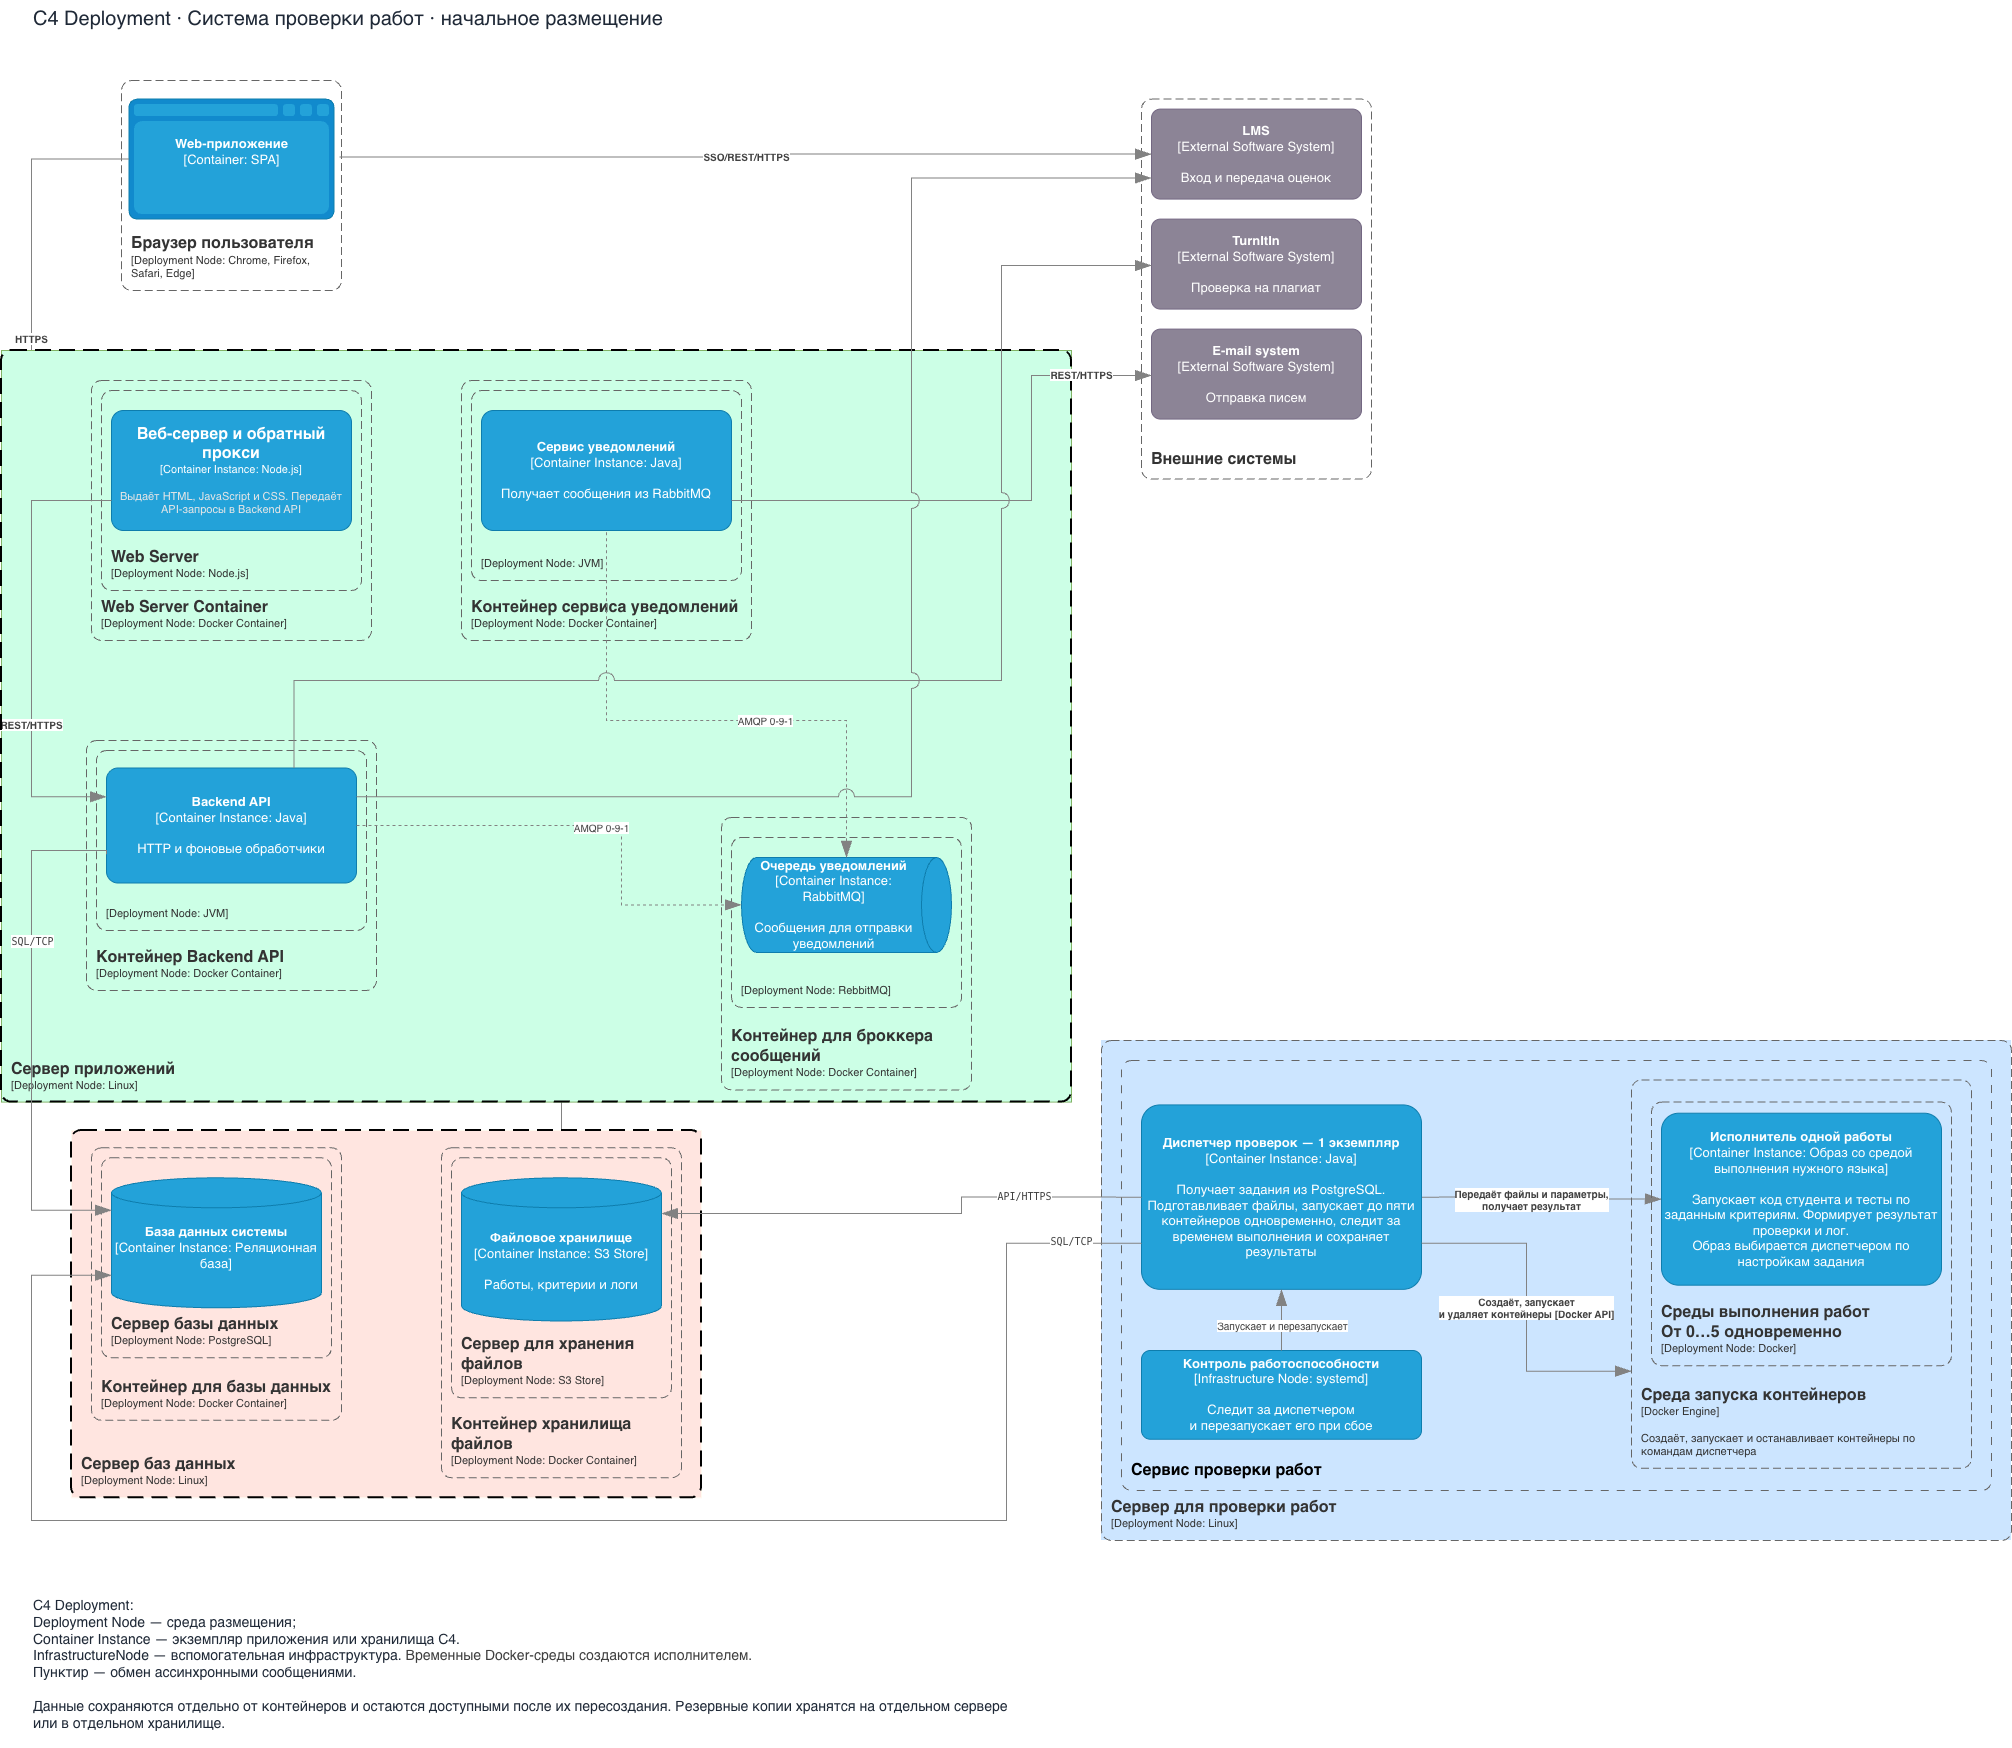 C4 Deployment · Система проверки работ · начальное размещение
Web-приложение
[Container: SPA]
Браузер пользователя
[Deployment Node: Chrome, Firefox,
Safari, Edge]
SSO/REST/HTTPS
LMS
[External Software System]
Вход и передача оценок
TurnItIn
[External Software System]
Проверка на плагиат
E-mail system
[External Software System]
Отправка писем
Внешние системы
HTTPS
REST/HTTPS
Веб-сервер и обратный
прокси
[Container Instance: Node.js]
Выдаёт HTML, JavaScript и CSS. Передаёт
API-запросы в Backend API
Web Server
[Deployment Node: Node.js]
Web Server Container
[Deployment Node: Docker Container]
Сервис уведомлений
[Container Instance: Java]
Получает сообщения из RabbitMQ
[Deployment Node: JVM]
Контейнер сервиса уведомлений
[Deployment Node: Docker Container]
REST/HTTPS
AMQP 0-9-1
Backend API
[Container Instance: Java]
HTTP и фоновые обработчики
[Deployment Node: JVM]
Контейнер Backend API
[Deployment Node: Docker Container]
AMQP 0-9-1
SQL/TCP
Очередь уведомлений
[Container Instance:
RabbitMQ]
Сообщения для отправки
уведомлений
[Deployment Node: RebbitMQ]
Контейнер для броккера
сообщений
[Deployment Node: Docker Container]
Сервер приложений
[Deployment Node: Linux]
База данных системы
[Container Instance: Реляционная
база]
Сервер базы данных
[Deployment Node: PostgreSQL]
Контейнер для базы данных
[Deployment Node: Docker Container]
Файловое хранилище
[Container Instance: S3 Store]
Работы, критерии и логи
Сервер для хранения
файлов
[Deployment Node: S3 Store]
Контейнер хранилища
файлов
[Deployment Node: Docker Container]
Сервер баз данных
[Deployment Node: Linux]
API/HTTPS
SQL/TCP
Диспетчер проверок — 1 экземпляр
[Container Instance: Java]
Получает задания из PostgreSQL.
Подготавливает файлы, запускает до пяти
контейнеров одновременно, следит за
временем выполнения и сохраняет
результаты
Запускает и перезапускает
Контроль работоспособности
[Infrastructure Node: systemd]
Следит за диспетчером
и перезапускает его при сбое
Передаёт файлы и параметры,
получает результат
Создаёт, запускает
и удаляет контейнеры [Docker API]
Исполнитель одной работы
[Container Instance: Образ со средой
выполнения нужного языка]
Запускает код студента и тесты по
заданным критериям. Формирует результат
проверки и лог.
Образ выбирается диспетчером по
настройкам задания
Среды выполнения работ
От 0...5 одновременно
[Deployment Node: Docker]
Среда запуска контейнеров
[Docker Engine]
Создаёт, запускает и останавливает контейнеры по
командам диспетчера
Сервис проверки работ
Сервер для проверки работ
[Deployment Node: Linux]
C4 Deployment:
Deployment Node — среда размещения;
Container Instance — экземпляр приложения или хранилища C4.
InfrastructureNode — вспомогательная инфраструктура. Временные Docker-среды создаются исполнителем.
Пунктир — обмен ассинхронными сообщениями.
Данные сохраняются отдельно от контейнеров и остаются доступными после их пересоздания. Резервные копии хранятся на отдельном сервере
или в отдельном хранилище.